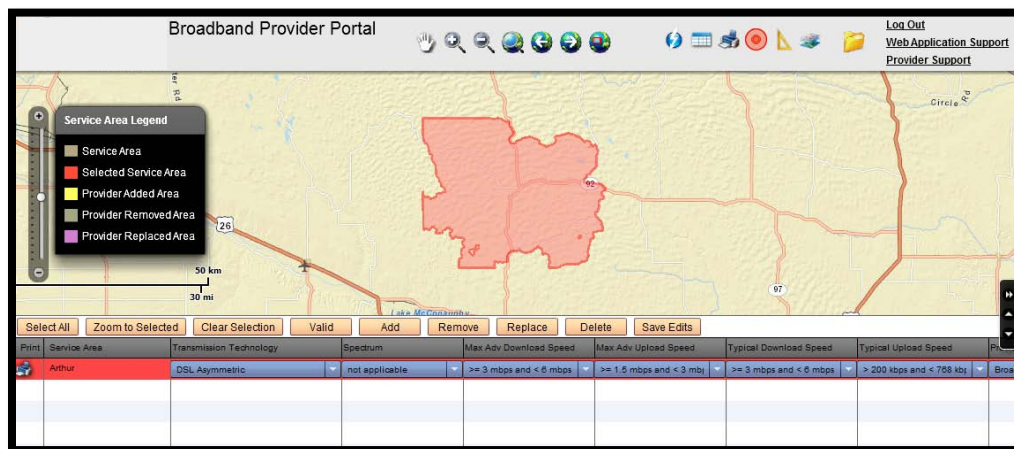 Broadband Provider Portal
Log Out
Web Application Support
Provider Support
Circle Rd
ter Rd
Service Area Legend
Service Area
Selected Service Area
Provider Added Area
Provider Removed Area
Provider Replaced Area
92
26
50 km
30 mi
97
Lake McConaughy
Select All Zoom to Selected Clear Selection Valid Add Remove Replace Delete Save Edits
Print Service Area Transmission Technology Spectrum Max Adv Download Speed Max Adv Upload Speed Typical Download Speed Typical Upload Speed Pr
Arthur DSL Asymmetric not applicable >= 3 mbps and < 6 mbps >= 1.5 mbps and < 3 mb >= 3 mbps and < 6 mbps > 200 kbps and < 768 kb Broa